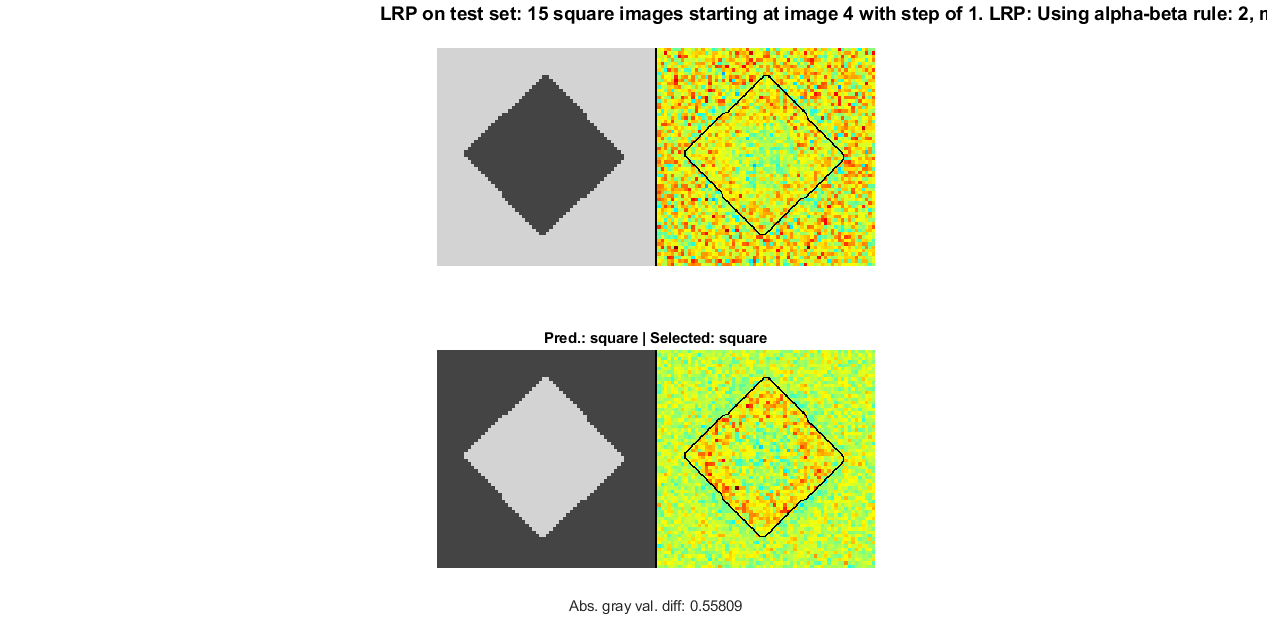 LRP on test set: 15 square images starting at image 4 with step of 1. LRP: Using alpha-beta rule: 2,
Pred.: square | Selected: square
Abs. gray val. diff: 0.55809